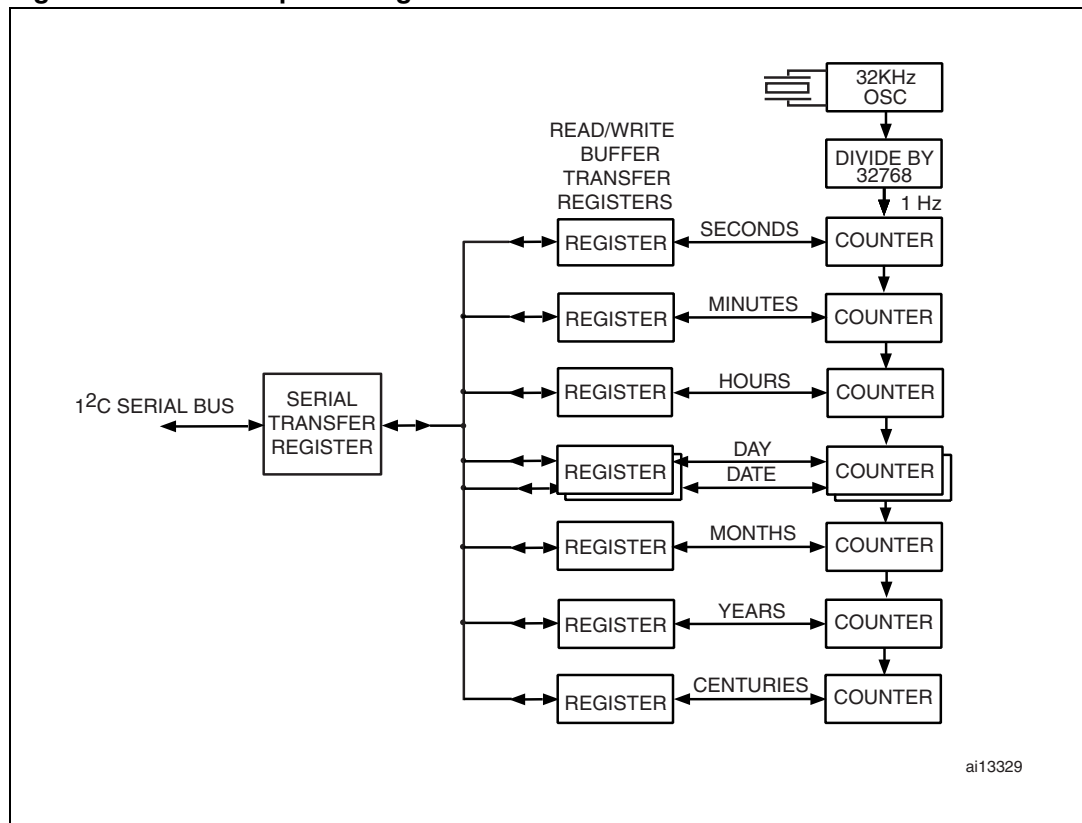 32KHz
OSC
READ/WRITE
BUFFER
TRANSFER
REGISTERS
DIVIDE BY
32768
1 Hz
REGISTER
SECONDS
COUNTER
REGISTER
MINUTES
COUNTER
REGISTER
HOURS
COUNTER
1²C SERIAL BUS
SERIAL
TRANSFER
REGISTER
REGISTER
DAY
DATE
COUNTER
REGISTER
MONTHS
COUNTER
REGISTER
YEARS
COUNTER
REGISTER
CENTURIES
COUNTER
ai13329